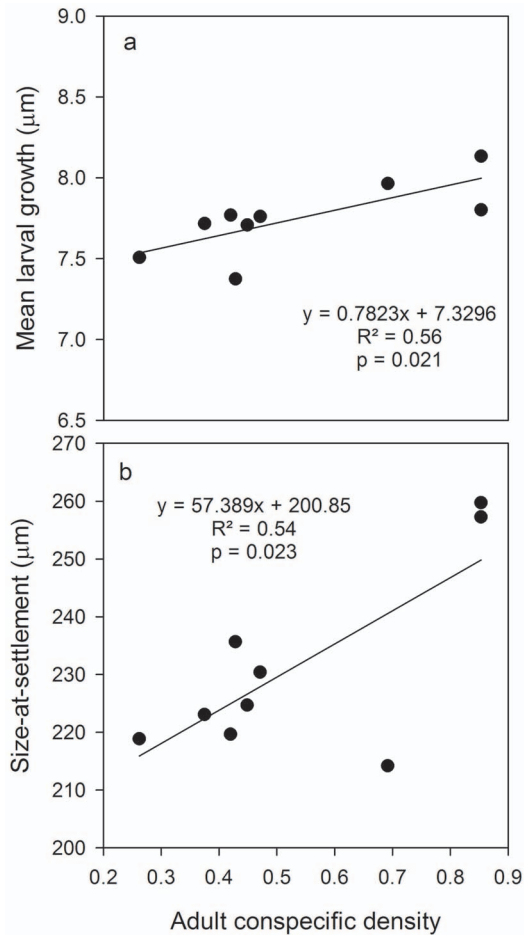 9.0
a
8.5
8.0
7.5
7.0
6.5
Mean larval growth (μm)
y = 0.7823x + 7.3296
R² = 0.56
p = 0.021
270
b
260
250
240
230
220
210
200
Size-at-settlement (μm)
y = 57.389x + 200.85
R² = 0.54
p = 0.023
0.2 0.3 0.4 0.5 0.6 0.7 0.8 0.9
Adult conspecific density